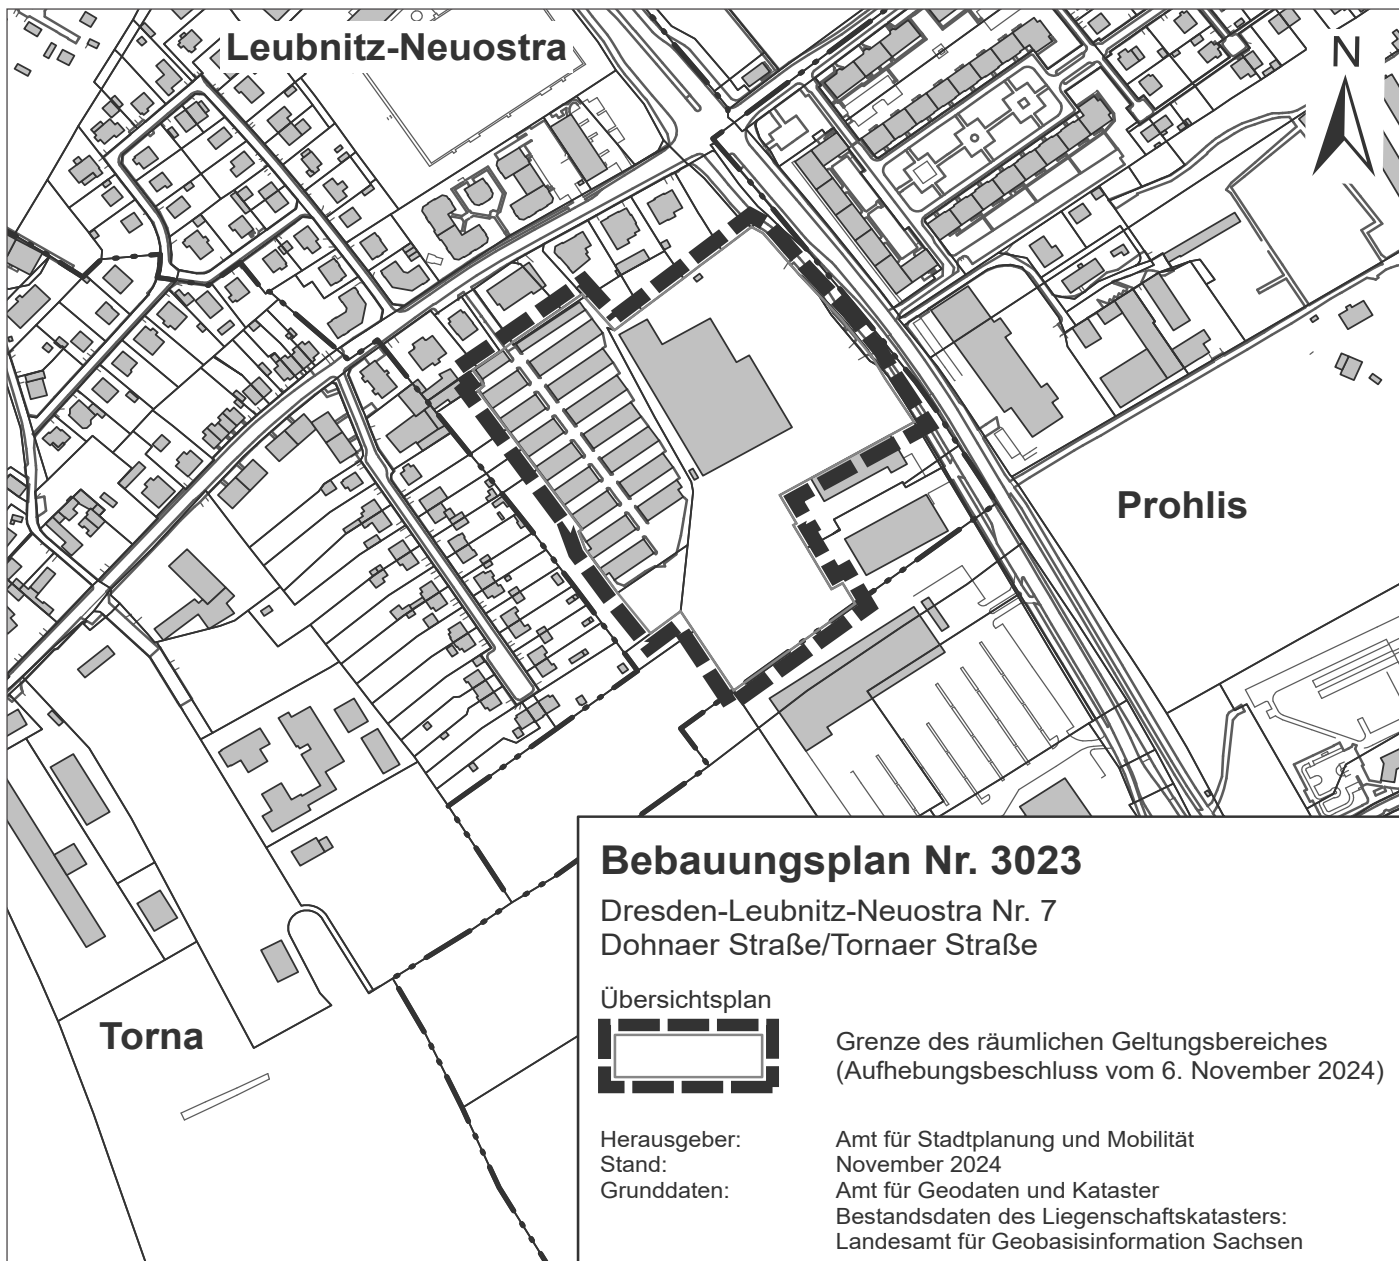 Leubnitz-Neuostra
N
Prohlis
Torna
Bebauungsplan Nr. 3023
Dresden-Leubnitz-Neuostra Nr. 7
Dohnaer Straße/Tornaer Straße
Übersichtsplan
Grenze des räumlichen Geltungsbereiches
(Aufhebungsbeschluss vom 6. November 2024)
Herausgeber: Amt für Stadtplanung und Mobilität
Stand: November 2024
Grunddaten: Amt für Geodaten und Kataster
Bestandsdaten des Liegenschaftskatasters:
Landesamt für Geobasisinformation Sachsen